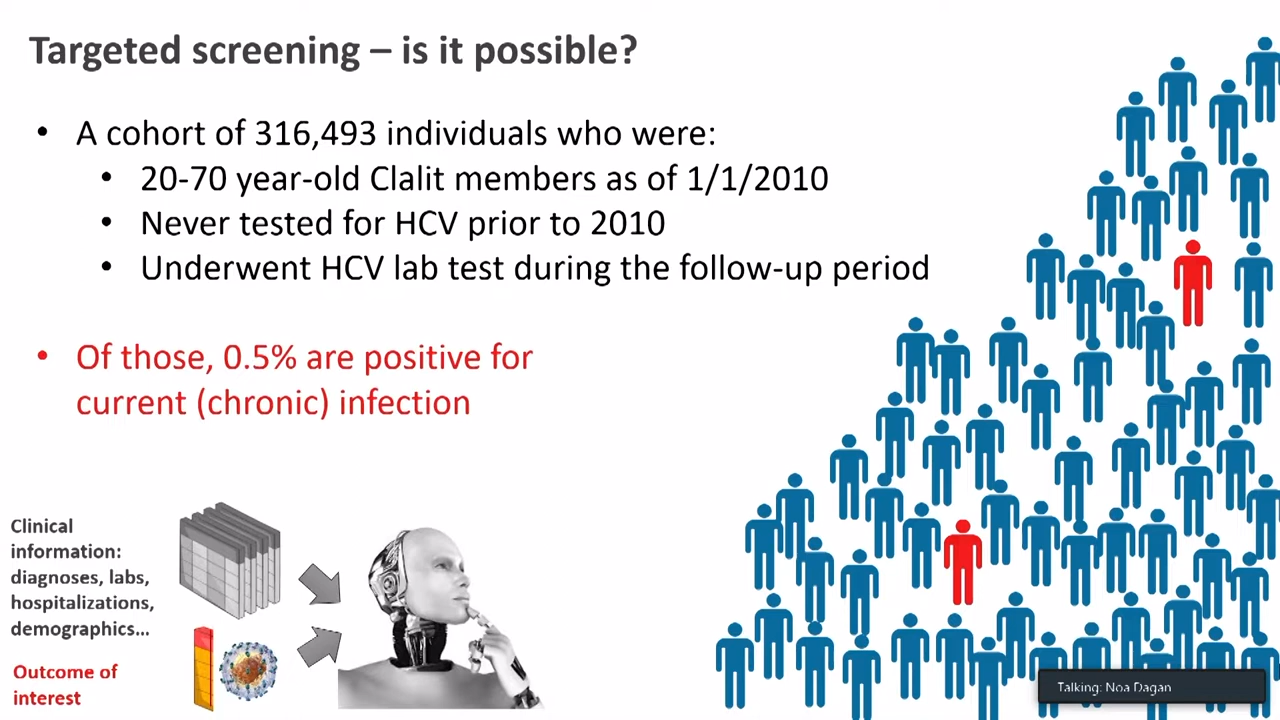 Targeted screening – is it possible?
• A cohort of 316,493 individuals who were:
• 20-70 year-old Clalit members as of 1/1/2010
• Never tested for HCV prior to 2010
• Underwent HCV lab test during the follow-up period
• Of those, 0.5% are positive for
current (chronic) infection
Clinical
information:
diagnoses, labs,
hospitalizations,
demographics...
Outcome of
interest
Talking: Noa Dagan